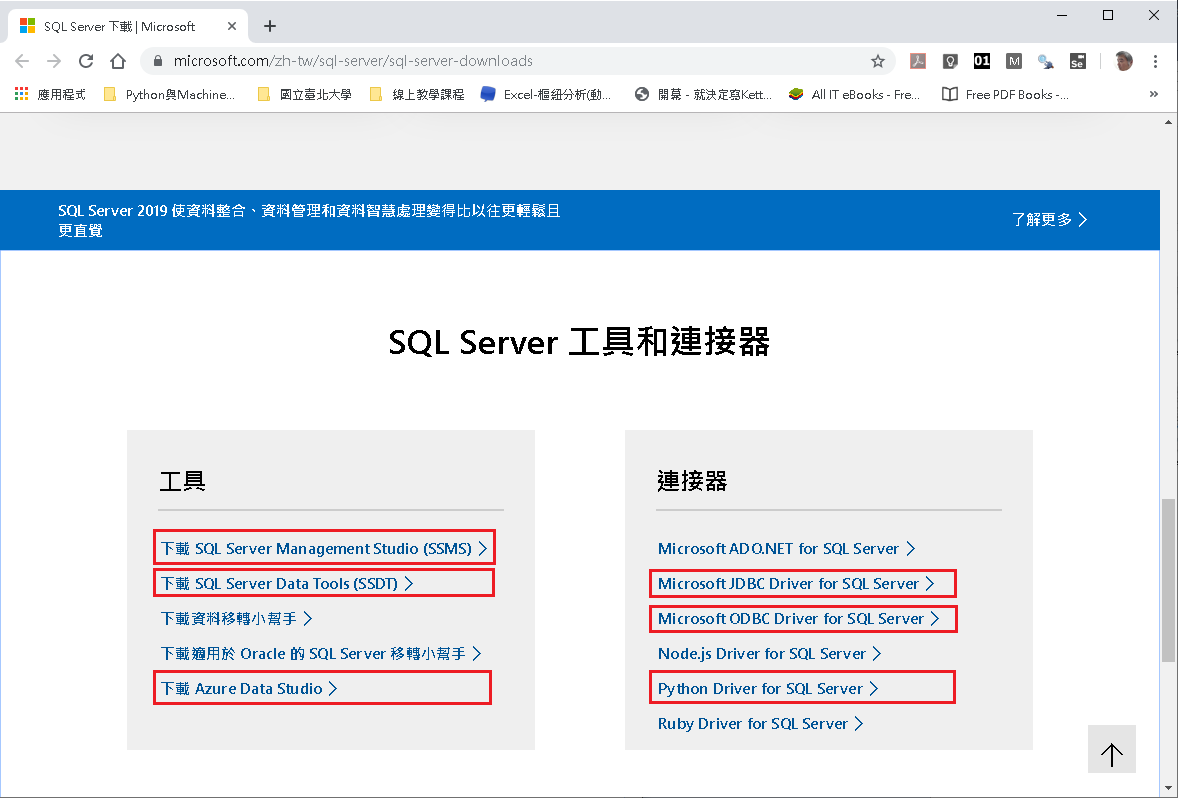 SQL Server 下載 | Microsoft
microsoft.com/zh-tw/sql-server/sql-server-downloads
01
M
Se
應用程式
Python與Machine...
國立臺北大學
線上教學課程
Excel-樞紐分析(動...
開幕 - 就決定寫Kett...
All IT eBooks - Fre...
Free PDF Books -...
SQL Server 2019 使資料整合、資料管理和資料智慧處理變得比以往更輕鬆且
更直覺
了解更多
SQL Server 工具和連接器
工具
下載 SQL Server Management Studio (SSMS)
下載 SQL Server Data Tools (SSDT)
下載資料移轉小幫手
下載適用於 Oracle 的 SQL Server 移轉小幫手
下載 Azure Data Studio
連接器
Microsoft ADO.NET for SQL Server
Microsoft JDBC Driver for SQL Server
Microsoft ODBC Driver for SQL Server
Node.js Driver for SQL Server
Python Driver for SQL Server
Ruby Driver for SQL Server